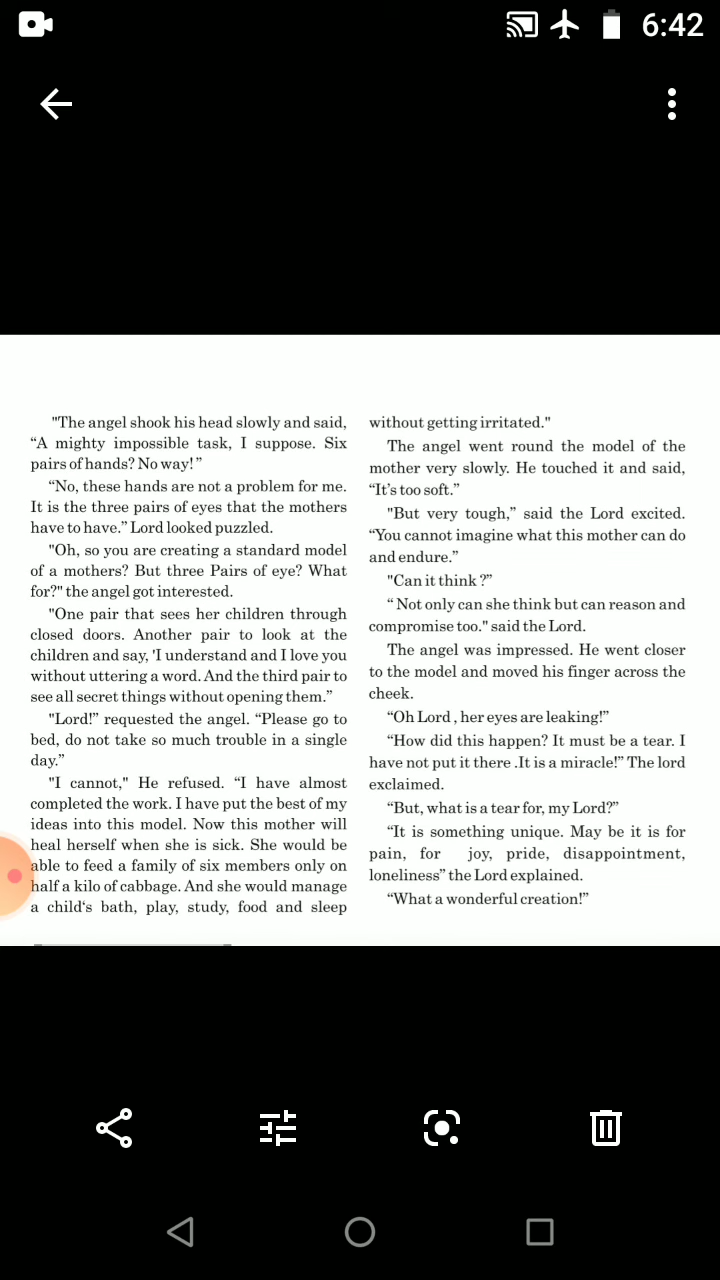 6:42
"The angel shook his head slowly and said,
“A mighty impossible task, I suppose. Six
pairs of hands? No way!”
“No, these hands are not a problem for me.
It is the three pairs of eyes that the mothers
have to have.” Lord looked puzzled.
"Oh, so you are creating a standard model
of a mothers? But three Pairs of eye? What
for?" the angel got interested.
"One pair that sees her children through
closed doors. Another pair to look at the
children and say, 'I understand and I love you
without uttering a word. And the third pair to
see all secret things without opening them.”
"Lord!” requested the angel. “Please go to
bed, do not take so much trouble in a single
day.”
"I cannot," He refused. “I have almost
completed the work. I have put the best of my
ideas into this model. Now this mother will
heal herself when she is sick. She would be
able to feed a family of six members only on
half a kilo of cabbage. And she would manage
a child‘s bath, play, study, food and sleep
without getting irritated."
The angel went round the model of the
mother very slowly. He touched it and said,
“It’s too soft.”
"But very tough,” said the Lord excited.
“You cannot imagine what this mother can do
and endure.”
"Can it think ?”
“ Not only can she think but can reason and
compromise too." said the Lord.
The angel was impressed. He went closer
to the model and moved his finger across the
cheek.
“Oh Lord , her eyes are leaking!”
“How did this happen? It must be a tear. I
have not put it there .It is a miracle!” The lord
exclaimed.
“But, what is a tear for, my Lord?”
“It is something unique. May be it is for
pain, for joy, pride, disappointment,
loneliness” the Lord explained.
“What a wonderful creation!”